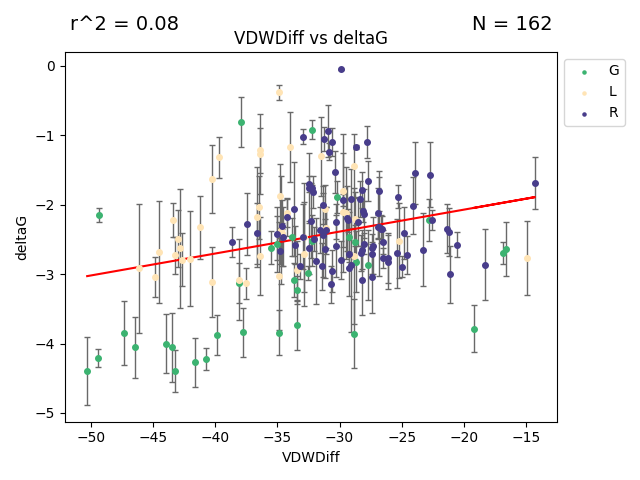 r^2 = 0.08
N = 162
VDWDiff vs deltaG
G
L
R
deltaG
0
−1
−2
−3
−4
−5
−50
−45
−40
−35
−30
−25
−20
−15
VDWDiff